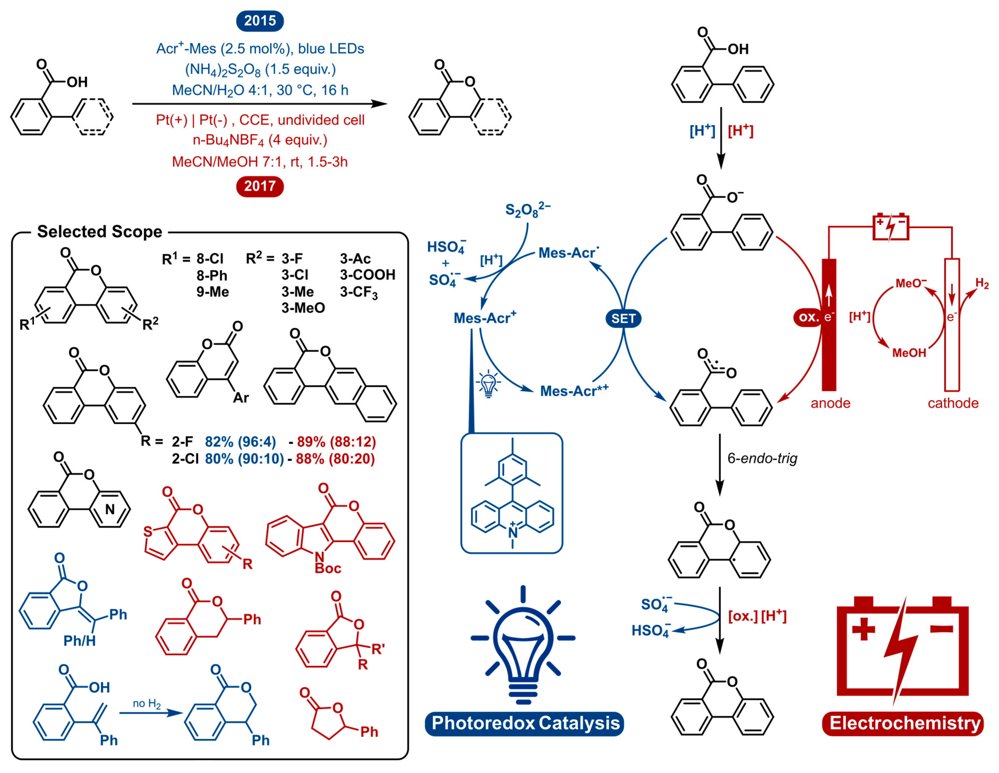 2015
Acr⁺-Mes (2.5 mol%), blue LEDs
(NH₄)₂S₂O₈ (1.5 equiv.)
MeCN/H₂O 4:1, 30 °C, 16 h
O
OH
O
O
Pt(+) | Pt(-) , CCE, undivided cell
n-Bu₄NBF₄ (4 equiv.)
MeCN/MeOH 7:1, rt, 1.5-3h
2017
Selected Scope
O
O
R¹
R²
R¹ = 8-Cl
8-Ph
9-Me
R² = 3-F
3-Cl
3-Me
3-MeO
3-Ac
3-COOH
3-CF₃
O
O
O
O
Ar
O
O
R = 2-F 82% (96:4) - 89% (88:12)
2-Cl 80% (90:10) - 88% (80:20)
O
O
N
O
O
S
R
O
O
N
Boc
O
O
Ph
Ph/H
O
O
Ph
O
O
R'
R
O
OH
Ph
no H₂
O
O
Ph
O
O
Ph
O
OH
[H⁺] [H⁺]
O
O⁻
S₂O₈²⁻
HSO₄⁻
+
SO₄•⁻
[H⁺]
Mes-Acr•
Mes-Acr⁺
SET
Mes-Acr*⁺
N
+
ox. e⁻
+ −
MeO⁻
H₂
[H⁺]
e⁻
MeOH
anode
cathode
O
O
6-endo-trig
O
O
SO₄•⁻
HSO₄⁻
[ox.] [H⁺]
O
O
+ −
Photoredox Catalysis
Electrochemistry